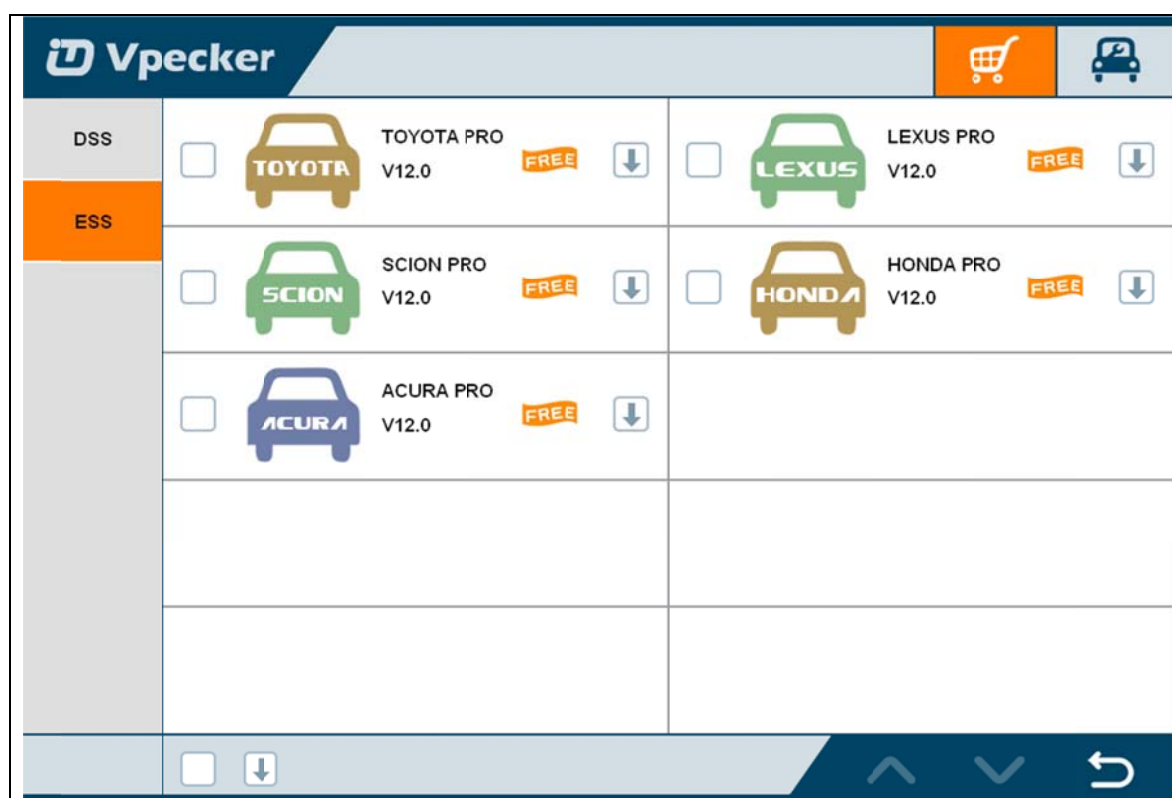 Vpecker
DSS
ESS
TOYOTA
TOYOTA PRO
V12.0
FREE
LEXUS
LEXUS PRO
V12.0
FREE
SCION
SCION PRO
V12.0
FREE
HONDA
HONDA PRO
V12.0
FREE
ACURA
ACURA PRO
V12.0
FREE